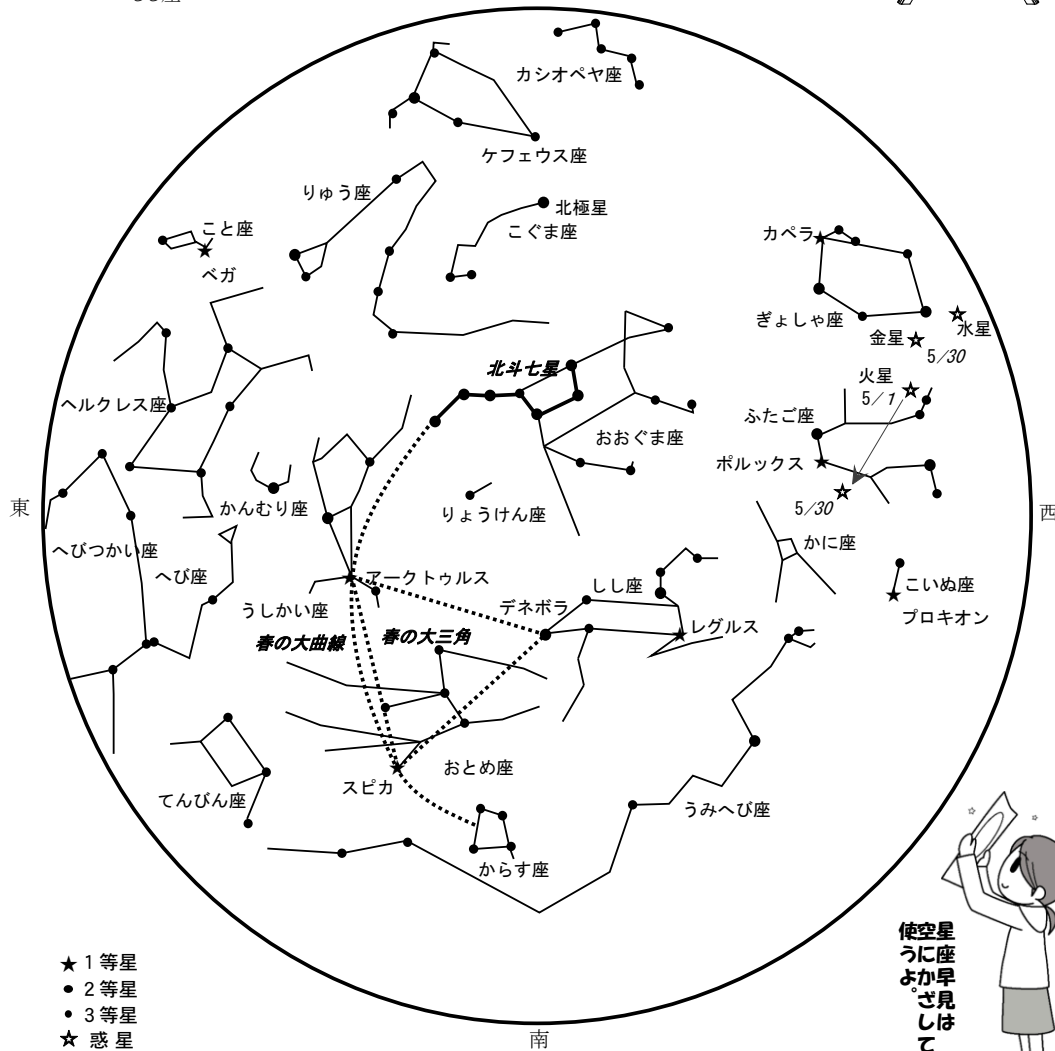 カシオペヤ座
ケフェウス座
りゅう座
北極星
こぐま座
こと座
ベガ
カペラ
ぎょしゃ座
水星
金星
5/30
火星
5/1
北斗七星
ヘルクレス座
おおぐま座
ふたご座
ポルックス
5/30
東
西
かんむり座
りょうけん座
へびつかい座
へび座
かに座
アークトゥルス
しし座
こいぬ座
うしかい座
デネボラ
プロキオン
レグルス
春の大曲線
春の大三角
おとめ座
スピカ
てんびん座
うみへび座
からす座
★ 1等星
● 2等星
• 3等星
☆ 惑星
南
星座早見は
空にかざして
使うよ。